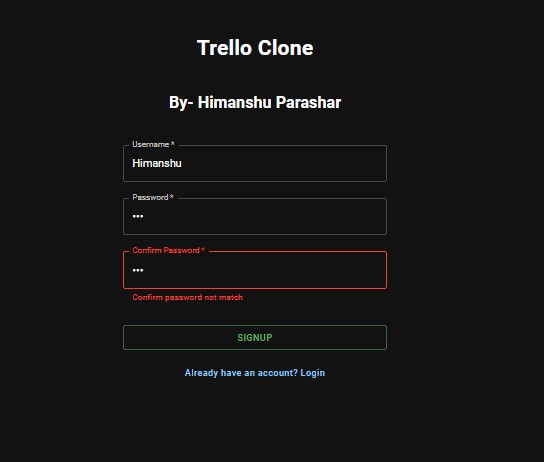 Trello Clone
By- Himanshu Parashar
Username *
Himanshu
Password *
•••
Confirm Password *
•••
Confirm password not match
SIGNUP
Already have an account? Login